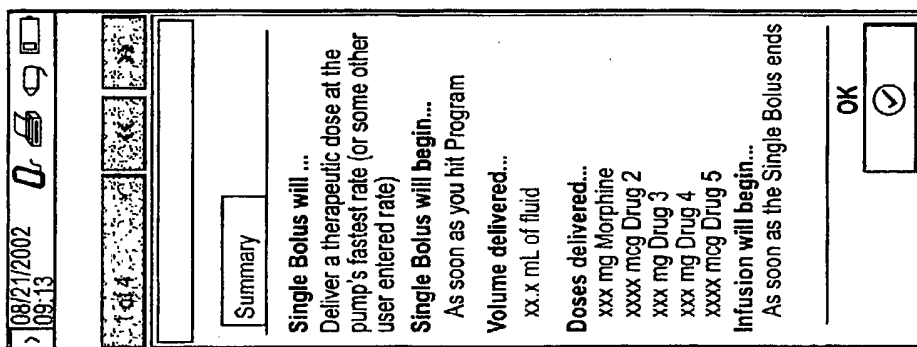 08/21/2002
09:13
1 of 4
Summary
Single Bolus will ...
Deliver a therapeutic dose at the
pump's fastest rate (or some other
user entered rate)
Single Bolus will begin...
As soon as you hit Program
Volume delivered...
xx.x mL of fluid
Doses delivered...
xxx mg Morphine
xxxx mcg Drug 2
xxx mg Drug 3
xxx mg Drug 4
xxxx mcg Drug 5
Infusion will begin...
As soon as the Single Bolus ends
OK